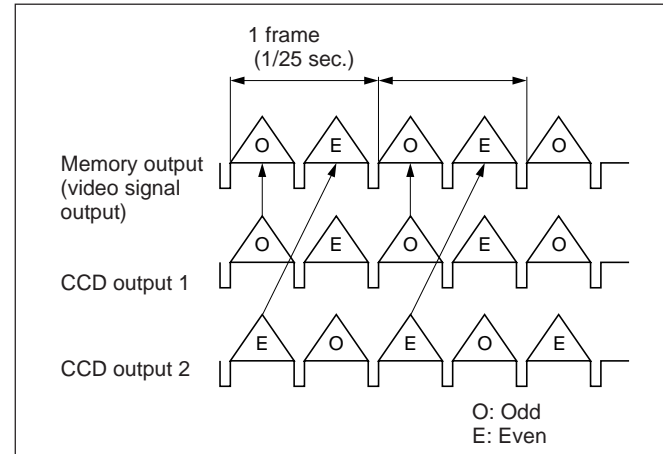 1 frame
(1/25 sec.)
O E O E O
Memory output
(video signal
output)
O E O E O
CCD output 1
E O E O E
CCD output 2
O: Odd
E: Even